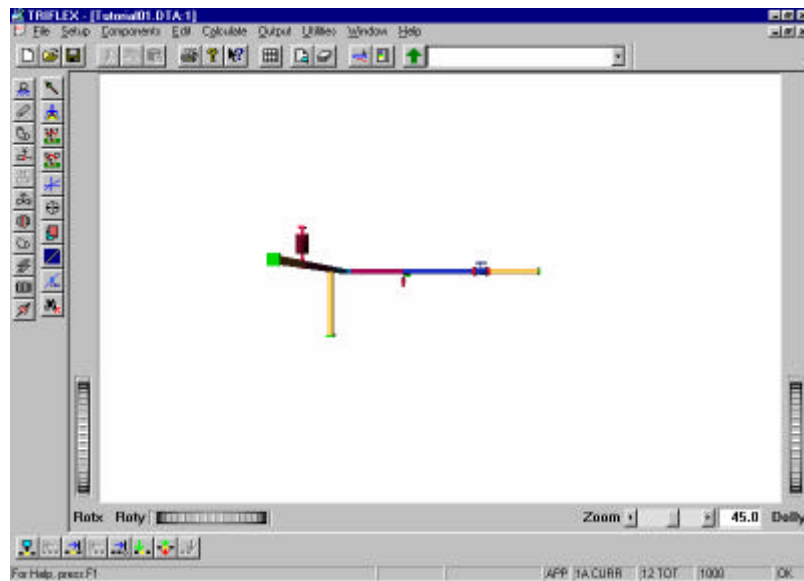 TRIFLEX - [Tutorial01.DTA:1]
File Setup Components Edit Calculate Output Utilities Window Help
Rotx Roty Zoom 45.0 Dolly
For Help, press F1 APP 1A CURR 12 TOT 1000 OK